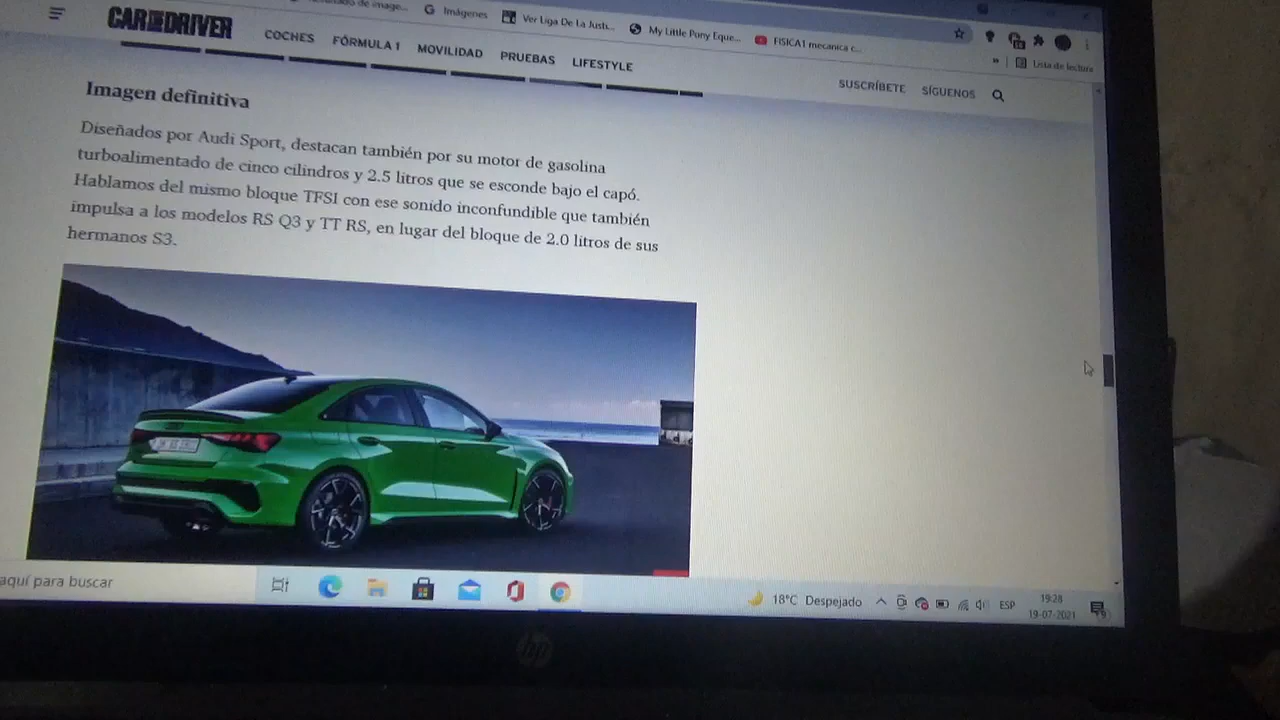 Imágenes
Ver Liga De La Justi...
My Little Pony Eque...
FISICA1 mecanica c...
Lista de lectura
CAR AND DRIVER
COCHES
FÓRMULA 1
MOVILIDAD
PRUEBAS
LIFESTYLE
SUSCRÍBETE
SÍGUENOS
Imagen definitiva
Diseñados por Audi Sport, destacan también por su motor de gasolina
turboalimentado de cinco cilindros y 2.5 litros que se esconde bajo el capó.
Hablamos del mismo bloque TFSI con ese sonido inconfundible que también
impulsa a los modelos RS Q3 y TT RS, en lugar del bloque de 2.0 litros de sus
hermanos S3.
aquí para buscar
18°C Despejado
ESP
19:28
19-07-2021
hp